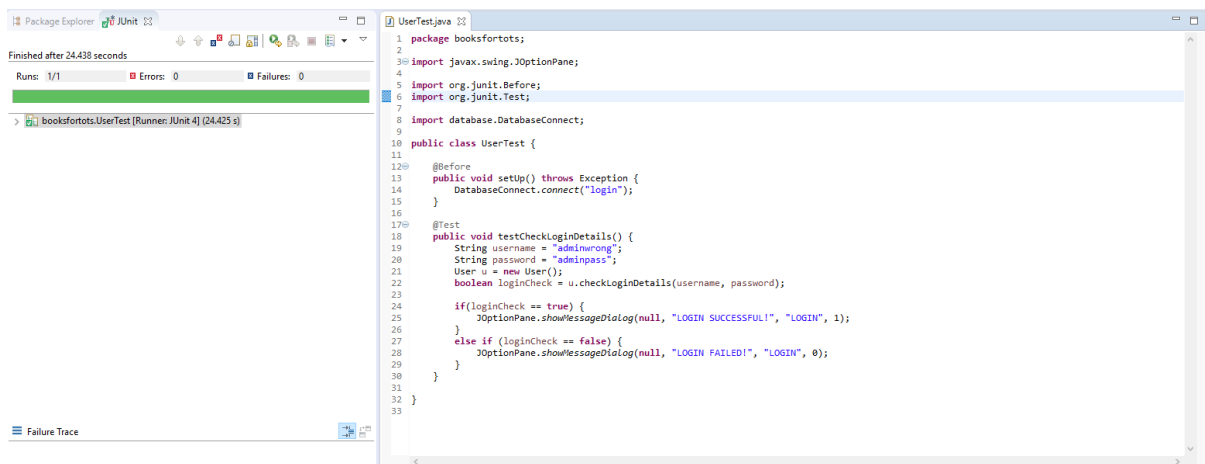 Package Explorer JUnit
Finished after 24.438 seconds
Runs: 1/1 Errors: 0 Failures: 0
booksfortots.UserTest [Runner: JUnit 4] (24.425 s)
Failure Trace
UserTest.java
1 package booksfortots;
2
3 import javax.swing.JOptionPane;
4
5 import org.junit.Before;
6 import org.junit.Test;
7
8 import database.DatabaseConnect;
9
10 public class UserTest {
11
12 @Before
13 public void setUp() throws Exception {
14 DatabaseConnect.connect("login");
15 }
16
17 @Test
18 public void testCheckLoginDetails() {
19 String username = "adminwrong";
20 String password = "adminpass";
21 User u = new User();
22 boolean loginCheck = u.checkLoginDetails(username, password);
23
24 if(loginCheck == true) {
25 JOptionPane.showMessageDialog(null, "LOGIN SUCCESSFUL!", "LOGIN", 1);
26 }
27 else if (loginCheck == false) {
28 JOptionPane.showMessageDialog(null, "LOGIN FAILED!", "LOGIN", 0);
29 }
30 }
31
32 }
33